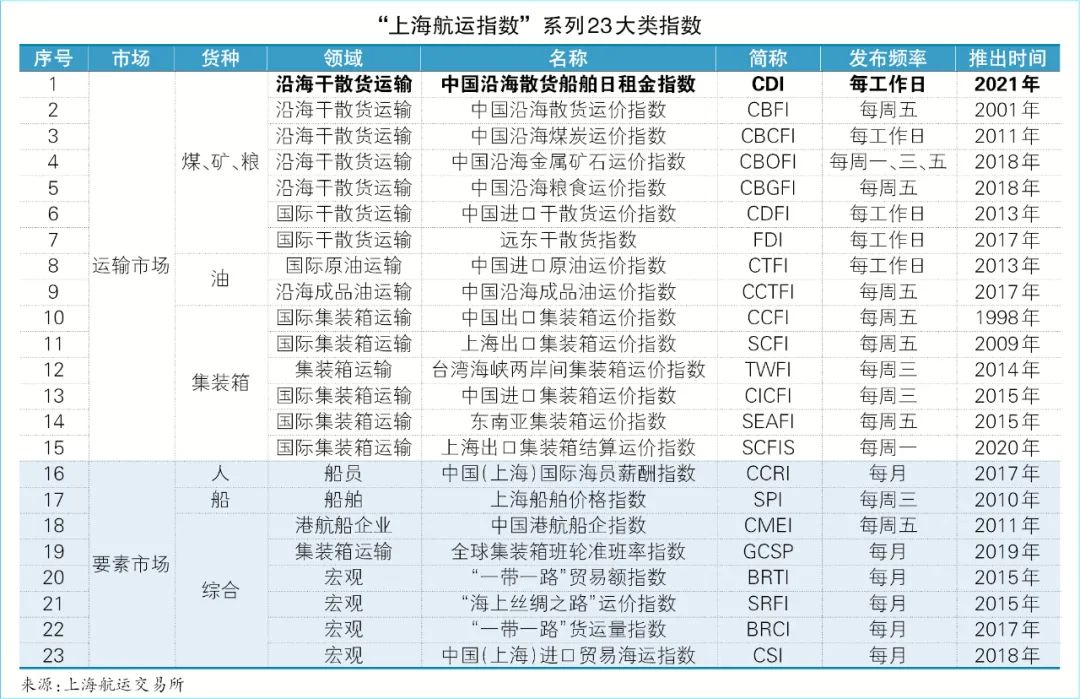 “上海航运指数”系列23大类指数
序号 市场 货种 领域 名称 简称 发布频率 推出时间
1 沿海干散货运输 中国沿海散货船舶日租金指数 CDI 每工作日 2021年
2 沿海干散货运输 中国沿海散货运价指数 CBFI 每周五 2001年
3 沿海干散货运输 中国沿海煤炭运价指数 CBCFI 每工作日 2011年
4 煤、矿、粮 沿海干散货运输 中国沿海金属矿石运价指数 CBOFI 每周一、三、五 2018年
5 沿海干散货运输 中国沿海粮食运价指数 CBGFI 每周五 2018年
6 国际干散货运输 中国进口干散货运价指数 CDFI 每工作日 2013年
7 国际干散货运输 远东干散货指数 FDI 每工作日 2017年
8 运输市场 油 国际原油运输 中国进口原油运价指数 CTFI 每工作日 2013年
9 沿海成品油运输 中国沿海成品油运价指数 CCTFI 每周五 2017年
10 国际集装箱运输 中国出口集装箱运价指数 CCFI 每周五 1998年
11 国际集装箱运输 上海出口集装箱运价指数 SCFI 每周五 2009年
12 集装箱 集装箱运输 台湾海峡两岸间集装箱运价指数 TWFI 每周三 2014年
13 国际集装箱运输 中国进口集装箱运价指数 CICFI 每周三 2015年
14 国际集装箱运输 东南亚集装箱运价指数 SEAFI 每周五 2015年
15 国际集装箱运输 上海出口集装箱结算运价指数 SCFIS 每周一 2020年
16 人 船员 中国(上海)国际海员薪酬指数 CCRI 每月 2017年
17 船 船舶 上海船舶价格指数 SPI 每周三 2010年
18 港航船企业 中国港航船企指数 CMEI 每周五 2011年
19 要素市场 集装箱运输 全球集装箱班轮准班率指数 GCSP 每月 2019年
20 综合 宏观 “一带一路”贸易额指数 BRTI 每月 2015年
21 宏观 “海上丝绸之路”运价指数 SRFI 每月 2015年
22 宏观 “一带一路”货运量指数 BRCI 每月 2017年
23 宏观 中国(上海)进口贸易海运指数 CSI 每月 2018年
来源:上海航运交易所